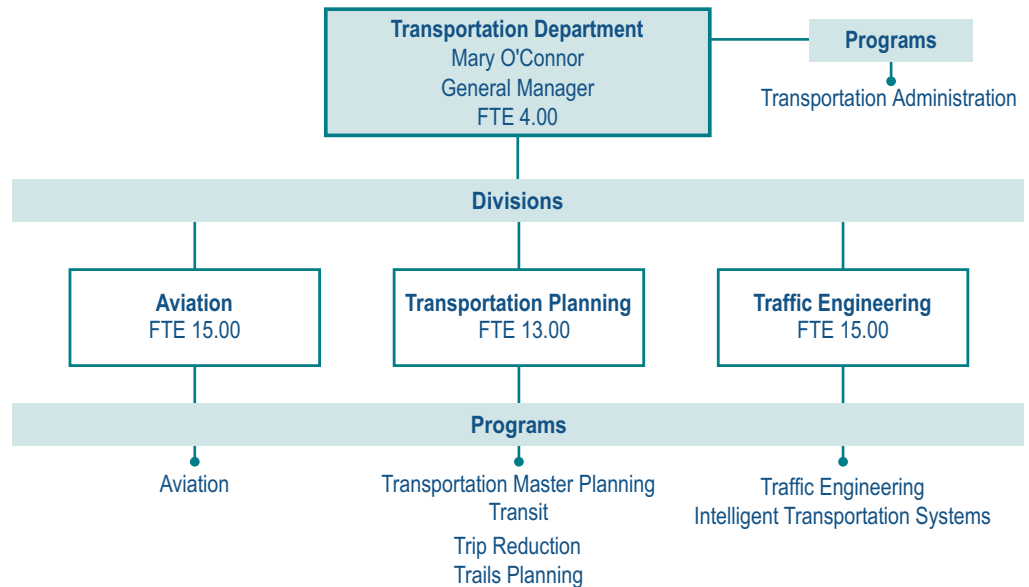 Transportation Department
Mary O'Connor
General Manager
FTE 4.00
Programs
Transportation Administration
Divisions
Aviation
FTE 15.00
Transportation Planning
FTE 13.00
Traffic Engineering
FTE 15.00
Programs
Aviation
Transportation Master Planning
Transit
Trip Reduction
Trails Planning
Traffic Engineering
Intelligent Transportation Systems